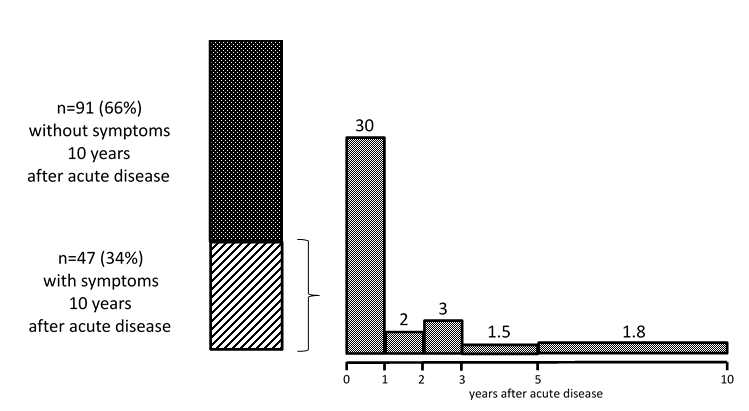 n=91 (66%)
without symptoms
10 years
after acute disease
n=47 (34%)
with symptoms
10 years
after acute disease
30
2
3
1.5
1.8
0 1 2 3 5 10
years after acute disease